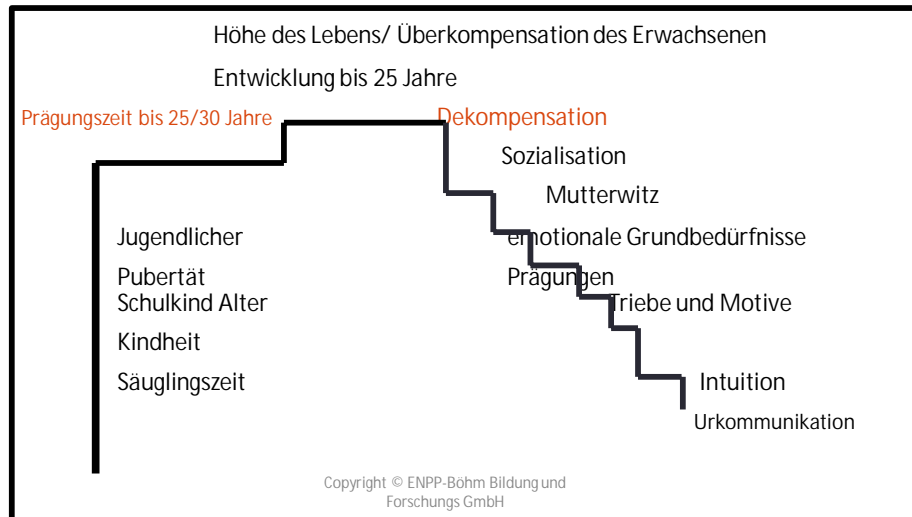 Höhe des Lebens/ Überkompensation des Erwachsenen
Entwicklung bis 25 Jahre
Prägungszeit bis 25/30 Jahre
Dekompensation
Sozialisation
Mutterwitz
Jugendlicher
emotionale Grundbedürfnisse
Pubertät
Prägungen
Schulkind Alter
Triebe und Motive
Kindheit
Säuglingszeit
Intuition
Urkommunikation
Copyright © ENPP-Böhm Bildung und
Forschungs GmbH